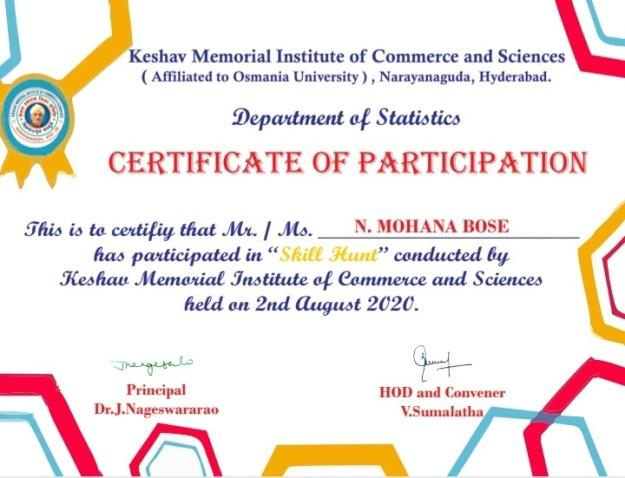 Keshav Memorial Institute of Commerce and Sciences
( Affiliated to Osmania University ) , Narayanaguda, Hyderabad.
Department of Statistics
CERTIFICATE OF PARTICIPATION
This is to certifiy that Mr. / Ms. N. MOHANA BOSE
has participated in “Skill Hunt” conducted by
Keshav Memorial Institute of Commerce and Sciences
held on 2nd August 2020.
Principal
Dr.J.Nageswararao
HOD and Convener
V.Sumalatha